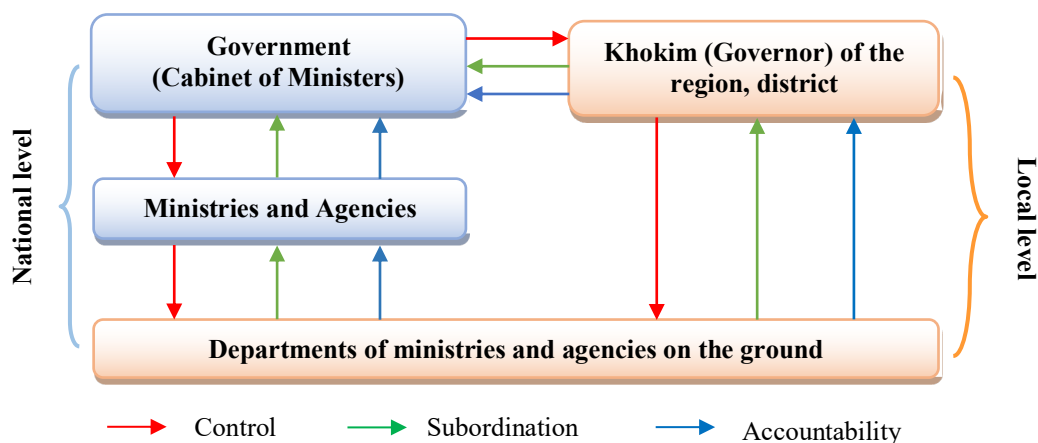 Government
(Cabinet of Ministers)
Khokim (Governor) of the
region, district
National level
Ministries and Agencies
Local level
Departments of ministries and agencies on the ground
Control
Subordination
Accountability